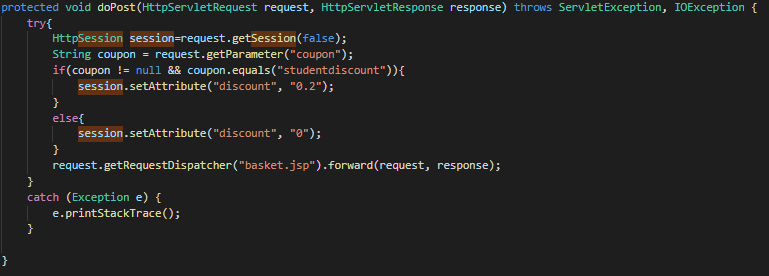 protected void doPost(HttpServletRequest request, HttpServletResponse response) throws ServletException, IOException {
try{
HttpSession session=request.getSession(false);
String coupon = request.getParameter("coupon");
if(coupon != null && coupon.equals("studentdiscount")){
session.setAttribute("discount", "0.2");
}
else{
session.setAttribute("discount", "0");
}
request.getRequestDispatcher("basket.jsp").forward(request, response);
}
catch (Exception e) {
e.printStackTrace();
}
}